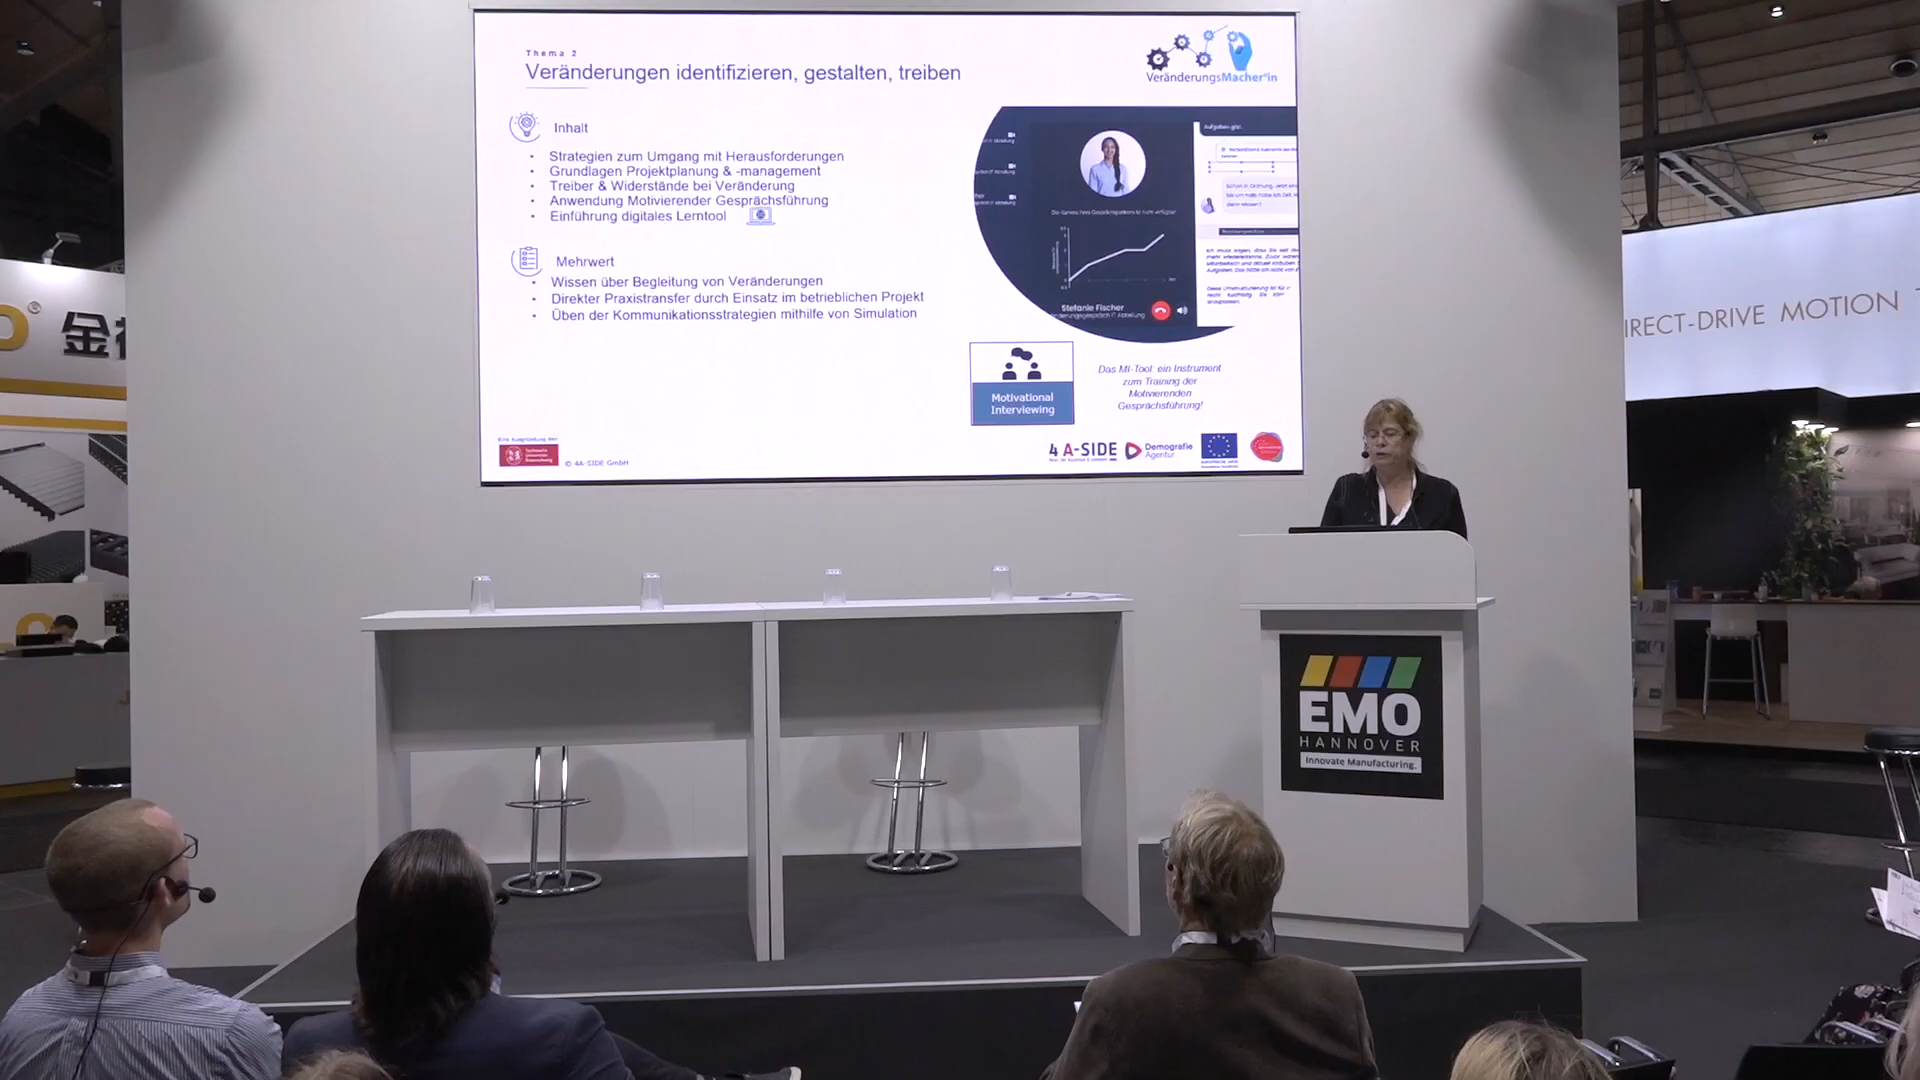 Thema 2
Veränderungen identifizieren, gestalten, treiben
VeränderungsMacher*in
Inhalt
• Strategien zum Umgang mit Herausforderungen
• Grundlagen Projektplanung & -management
• Treiber & Widerstände bei Veränderung
• Anwendung Motivierender Gesprächsführung
• Einführung digitales Lerntool
Mehrwert
• Wissen über Begleitung von Veränderungen
• Direkter Praxistransfer durch Einsatz im betrieblichen Projekt
• Üben der Kommunikationsstrategien mithilfe von Simulation
Stefanie Fischer
Motivational
Interviewing
Das MI-Tool: ein Instrument
zum Training der
Motivierenden
Gesprächsführung!
© 4A-SIDE GmbH
4 A-SIDE
Demografie
Agentur
®
金
IRECT-DRIVE MOTION T
EMO
HANNOVER
Innovate Manufacturing.